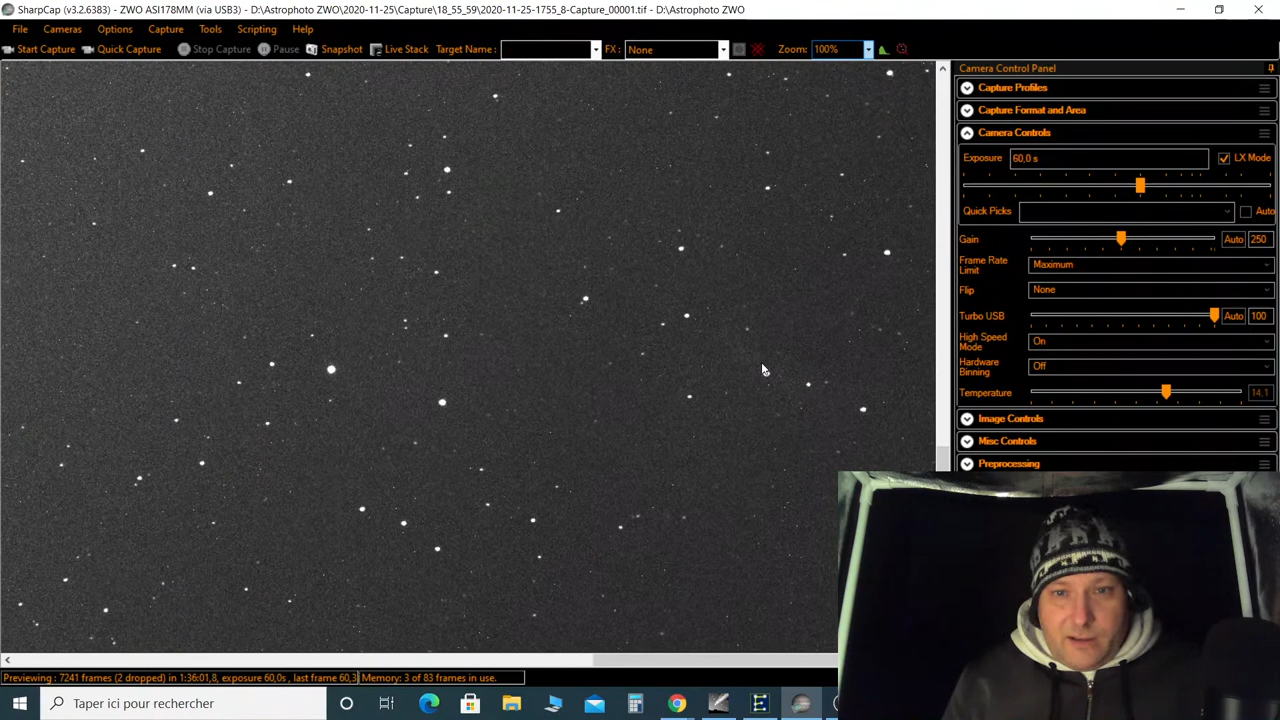 SharpCap (v3.2.6383) - ZWO ASI178MM (via USB3) - D:\Astrophoto ZWO\2020-11-25\Capture\18_55_59\2020-11-25-1755_8-Capture_00001.tif - D:\Astrophoto ZWO
File Cameras Options Capture Tools Scripting Help
Start Capture Quick Capture Stop Capture Pause Snapshot Live Stack Target Name : FX : None Zoom: 100%
Camera Control Panel
Capture Profiles
Capture Format and Area
Camera Controls
Exposure 60,0 s LX Mode
Quick Picks Auto
Gain Auto 250
Frame Rate
Limit Maximum
Flip None
Turbo USB Auto 100
High Speed
Mode On
Hardware
Binning Off
Temperature 14,1
Image Controls
Misc Controls
Preprocessing
Previewing : 7241 frames (2 dropped) in 1:36:01,8, exposure 60,0s , last frame 60,3 Memory: 3 of 83 frames in use.
Taper ici pour rechercher